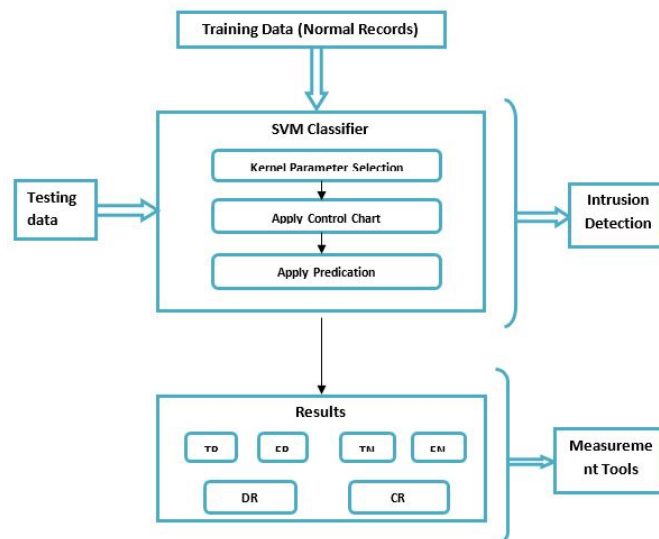 Training Data (Normal Records)
SVM Classifier
Kernel Parameter Selection
Testing
data
Apply Control Chart
Apply Predication
Intrusion
Detection
Results
TP
FP
TN
FN
DR
CR
Measureme
nt Tools